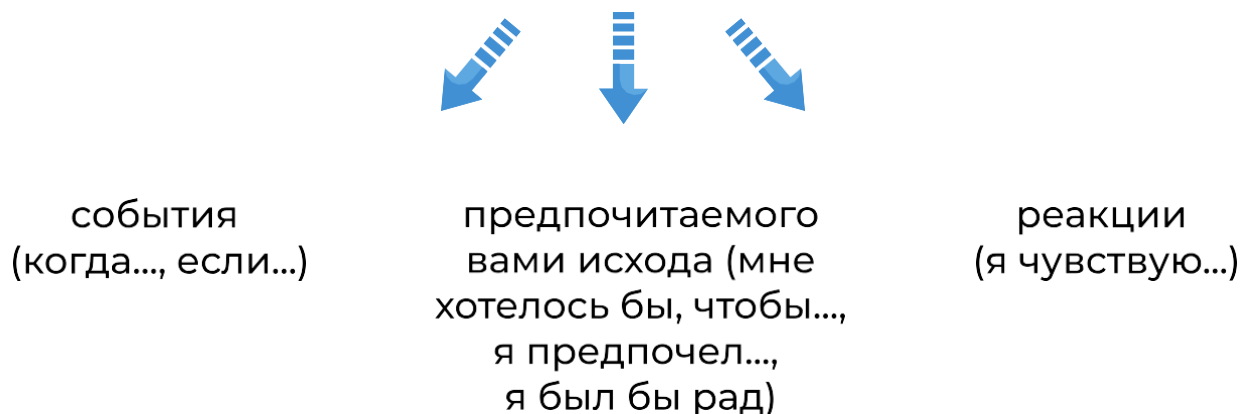 события
(когда..., если...)
предпочитаемого
вами исхода (мне
хотелось бы, чтобы...,
я предпочел...,
я был бы рад)
реакции
(я чувствую...)